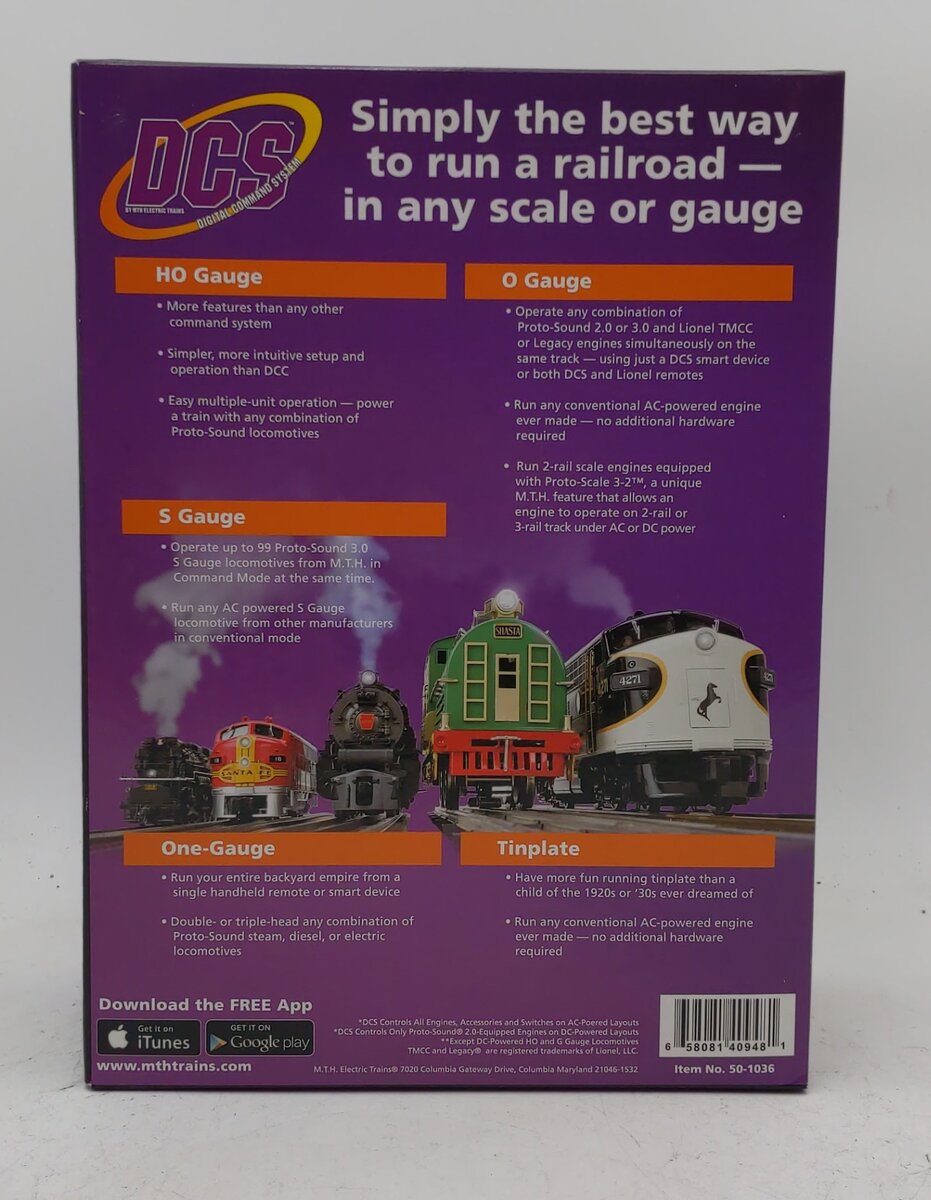 DCS™
BY MTH ELECTRIC TRAINS
DIGITAL COMMAND SYSTEM
Simply the best way
to run a railroad —
in any scale or gauge
HO Gauge
• More features than any other
command system
• Simpler, more intuitive setup and
operation than DCC
• Easy multiple-unit operation — power
a train with any combination of
Proto-Sound locomotives
O Gauge
• Operate any combination of
Proto-Sound 2.0 or 3.0 and Lionel TMCC
or Legacy engines simultaneously on the
same track — using just a DCS smart device
or both DCS and Lionel remotes
• Run any conventional AC-powered engine
ever made — no additional hardware
required
• Run 2-rail scale engines equipped
with Proto-Scale 3-2™, a unique
M.T.H. feature that allows an
engine to operate on 2-rail or
3-rail track under AC or DC power
S Gauge
• Operate up to 99 Proto-Sound 3.0
S Gauge locomotives from M.T.H. in
Command Mode at the same time.
• Run any AC powered S Gauge
locomotive from other manufacturers
in conventional mode
SHASTA
4271
4271
16
16
SANTA FE
One-Gauge
• Run your entire backyard empire from a
single handheld remote or smart device
• Double- or triple-head any combination of
Proto-Sound steam, diesel, or electric
locomotives
Tinplate
• Have more fun running tinplate than a
child of the 1920s or '30s ever dreamed of
• Run any conventional AC-powered engine
ever made — no additional hardware
required
Download the FREE App
Get it on
iTunes
GET IT ON
Google play
www.mthtrains.com
*DCS Controls All Engines, Accessories and Switches on AC-Poered Layouts
*DCS Controls Only Proto-Sound® 2.0-Equipped Engines on DC-Powered Layouts
**Except DC-Powered HO and G Gauge Locomotives
TMCC and Legacy® are registered trademarks of Lionel, LLC.
M.T.H. Electric Trains® 7020 Columbia Gateway Drive, Columbia Maryland 21046-1532
6 58081 40948 1
Item No. 50-1036